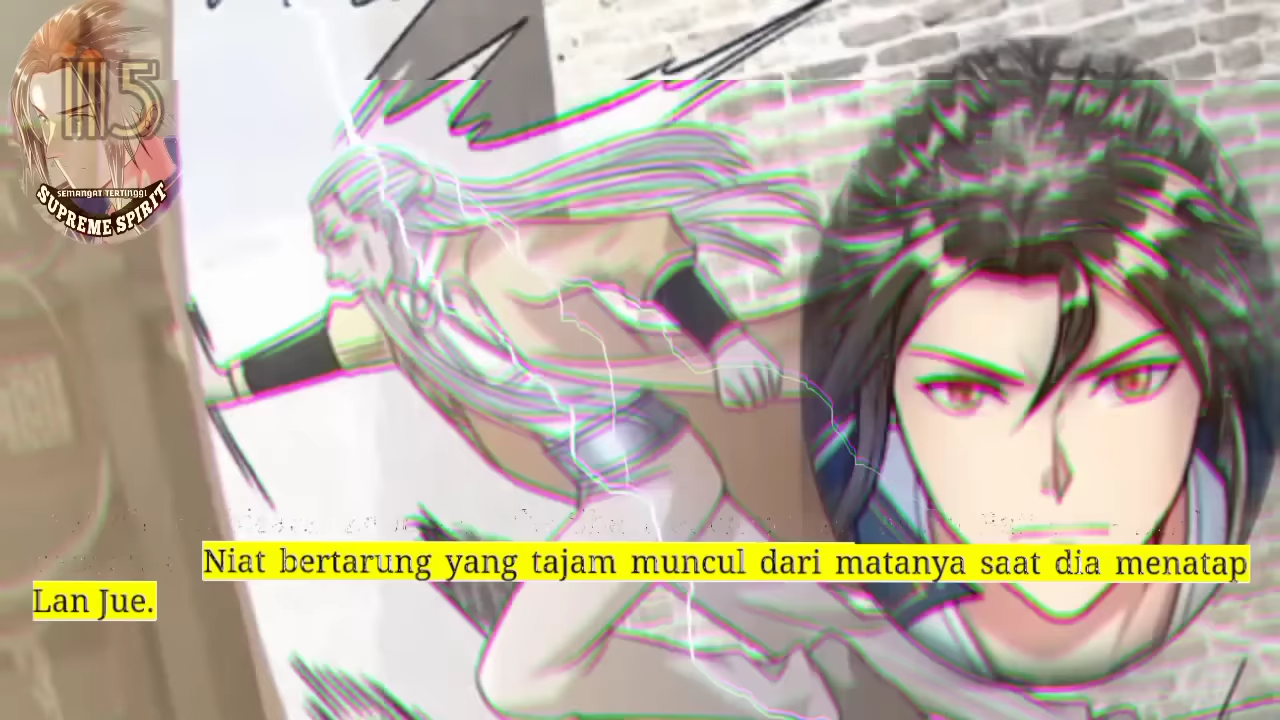 115
SEMANGAT TERTINGGI
SUPREME SPIRIT
Niat bertarung yang tajam muncul dari matanya saat dia menatap
Lan Jue.